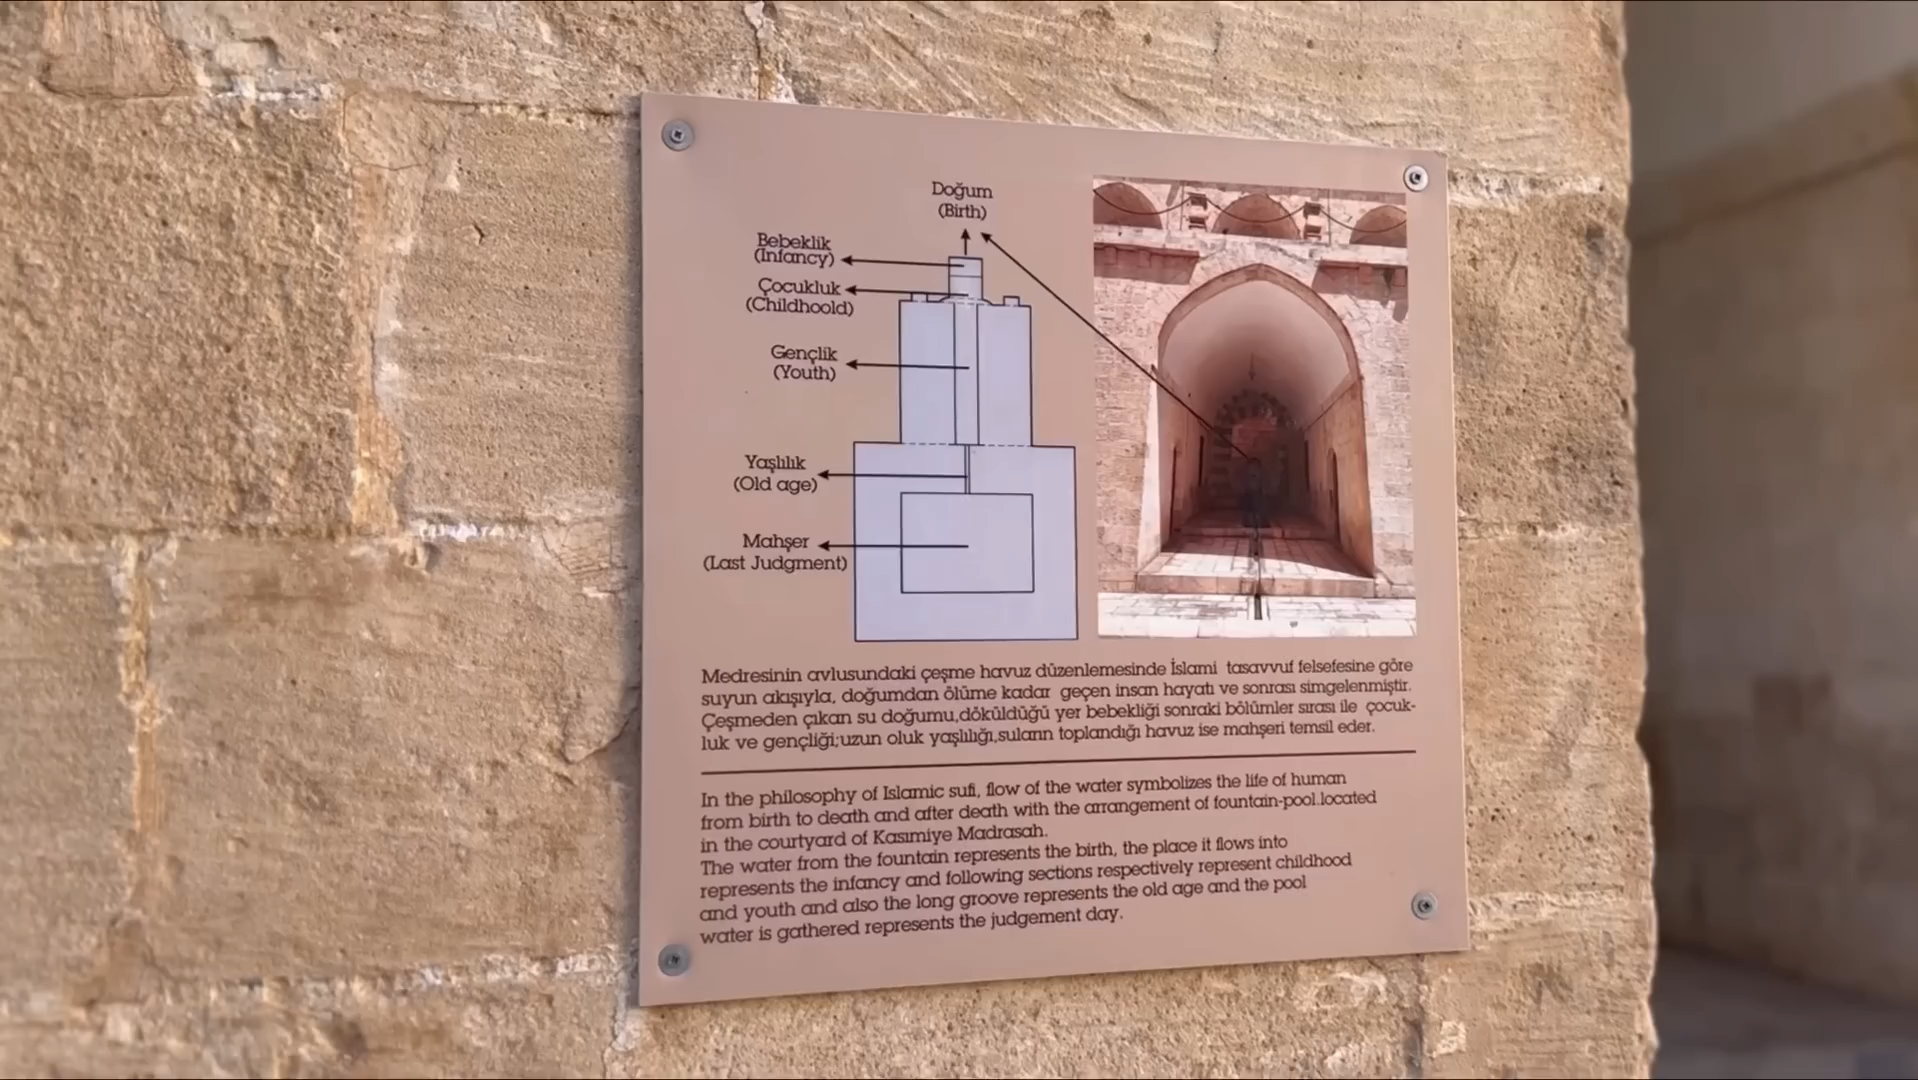 Doğum
(Birth)
Bebeklik
(Infancy)
Çocukluk
(Childhoold)
Gençlik
(Youth)
Yaşlılık
(Old age)
Mahşer
(Last Judgment)
Medresinin avlusundaki çeşme havuz düzenlemesinde İslami tasavvuf felsefesine göre
suyun akışıyla, doğumdan ölüme kadar geçen insan hayatı ve sonrası simgelenmiştir.
Çeşmeden çıkan su doğumu,döküldüğü yer bebekliği sonraki bölümler sırası ile çocuk-
luk ve gençliği;uzun oluk yaşlılığı,suların toplandığı havuz ise mahşeri temsil eder.
In the philosophy of Islamic sufi, flow of the water symbolizes the life of human
from birth to death and after death with the arrangement of fountain-pool.located
in the courtyard of Kasımiye Madrasah.
The water from the fountain represents the birth, the place it flows into
represents the infancy and following sections respectively represent childhood
and youth and also the long groove represents the old age and the pool
water is gathered represents the judgement day.